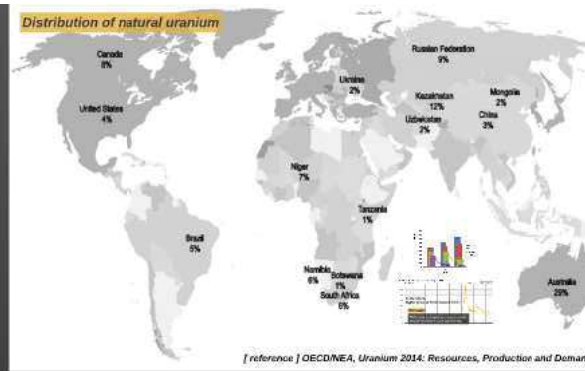 Distribution of natural uranium
Canada
8%
United States
4%
Brazil
5%
Russian Federation
9%
Ukraine
2%
Kazakhstan
12%
Mongolia
2%
Uzbekistan
2%
China
3%
Niger
7%
Tanzania
1%
Namibia
6%
Botswana
1%
South Africa
6%
Australia
29%
[ reference ] OECD/NEA, Uranium 2014: Resources, Production and Deman